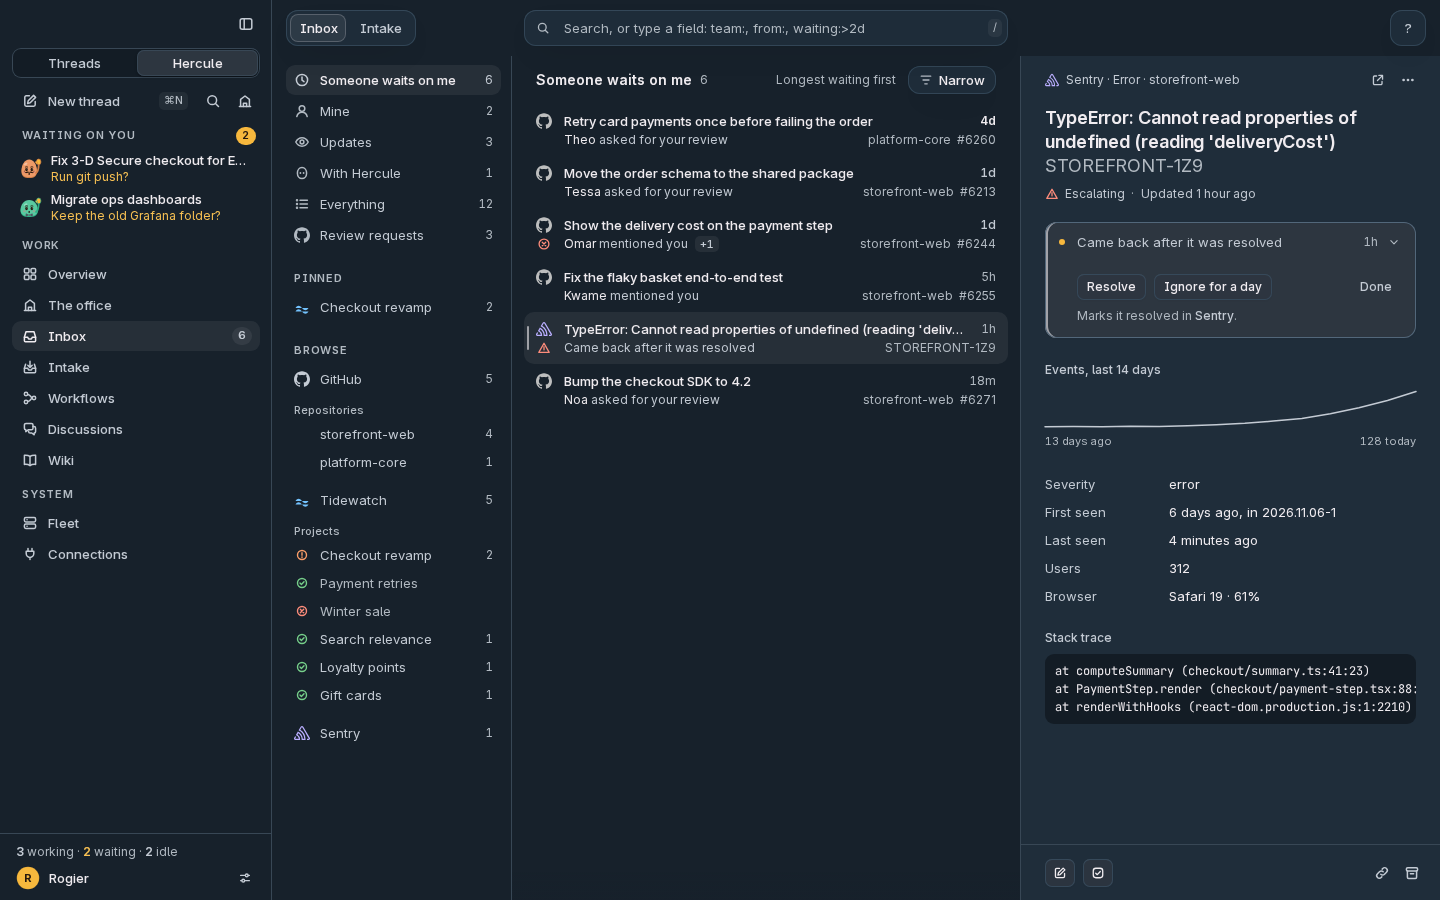 Threads
Hercule
New thread
⌘N
WAITING ON YOU
2
Fix 3-D Secure checkout for E…
Run git push?
Migrate ops dashboards
Keep the old Grafana folder?
WORK
Overview
The office
Inbox 6
Intake
Workflows
Discussions
Wiki
SYSTEM
Fleet
Connections
3 working · 2 waiting · 2 idle
R Rogier
Inbox
Intake
Someone waits on me 6
Mine 2
Updates 3
With Hercule 1
Everything 12
Review requests 3
PINNED
Checkout revamp 2
BROWSE
GitHub 5
Repositories
storefront-web 4
platform-core 1
Tidewatch 5
Projects
Checkout revamp 2
Payment retries
Winter sale
Search relevance 1
Loyalty points 1
Gift cards 1
Sentry 1
Search, or type a field: team:, from:, waiting:>2d
/
?
Someone waits on me 6
Longest waiting first
Narrow
Retry card payments once before failing the order 4d
Theo asked for your review platform-core #6260
Move the order schema to the shared package 1d
Tessa asked for your review storefront-web #6213
Show the delivery cost on the payment step 1d
Omar mentioned you +1 storefront-web #6244
Fix the flaky basket end-to-end test 5h
Kwame mentioned you storefront-web #6255
TypeError: Cannot read properties of undefined (reading 'deliv… 1h
Came back after it was resolved STOREFRONT-1Z9
Bump the checkout SDK to 4.2 18m
Noa asked for your review storefront-web #6271
Sentry · Error · storefront-web
TypeError: Cannot read properties of
undefined (reading 'deliveryCost')
STOREFRONT-1Z9
Escalating · Updated 1 hour ago
Came back after it was resolved 1h
Resolve
Ignore for a day
Done
Marks it resolved in Sentry.
Events, last 14 days
13 days ago 128 today
Severity error
First seen 6 days ago, in 2026.11.06-1
Last seen 4 minutes ago
Users 312
Browser Safari 19 · 61%
Stack trace
at computeSummary (checkout/summary.ts:41:23)
at PaymentStep.render (checkout/payment-step.tsx:88:
at renderWithHooks (react-dom.production.js:1:2210)